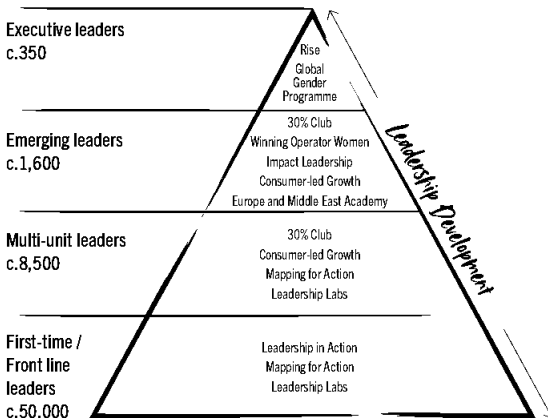 Executive leaders
c.350
Rise
Global
Gender
Programme
Emerging leaders
c.1,600
30% Club
Winning Operator Women
Impact Leadership
Consumer-led Growth
Europe and Middle East Academy
Multi-unit leaders
c.8,500
30% Club
Consumer-led Growth
Mapping for Action
Leadership Labs
First-time /
Front line
leaders
c.50,000
Leadership in Action
Mapping for Action
Leadership Labs
Leadership Development